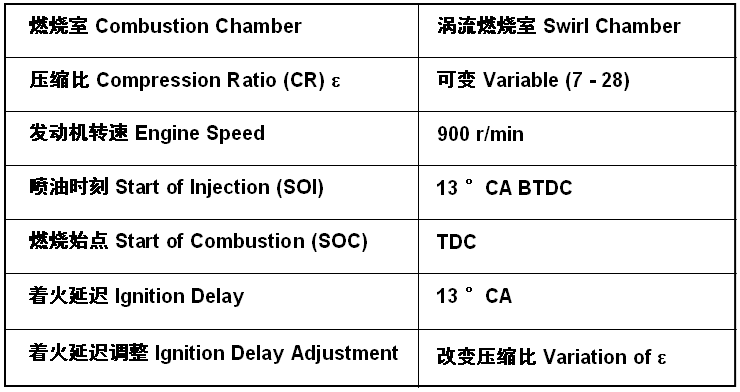 燃烧室 Combustion Chamber 涡流燃烧室 Swirl Chamber
压缩比 Compression Ratio (CR) ε 可变 Variable (7 - 28)
发动机转速 Engine Speed 900 r/min
喷油时刻 Start of Injection (SOI) 13 ° CA BTDC
燃烧始点 Start of Combustion (SOC) TDC
着火延迟 Ignition Delay 13 ° CA
着火延迟调整 Ignition Delay Adjustment 改变压缩比 Variation of ε